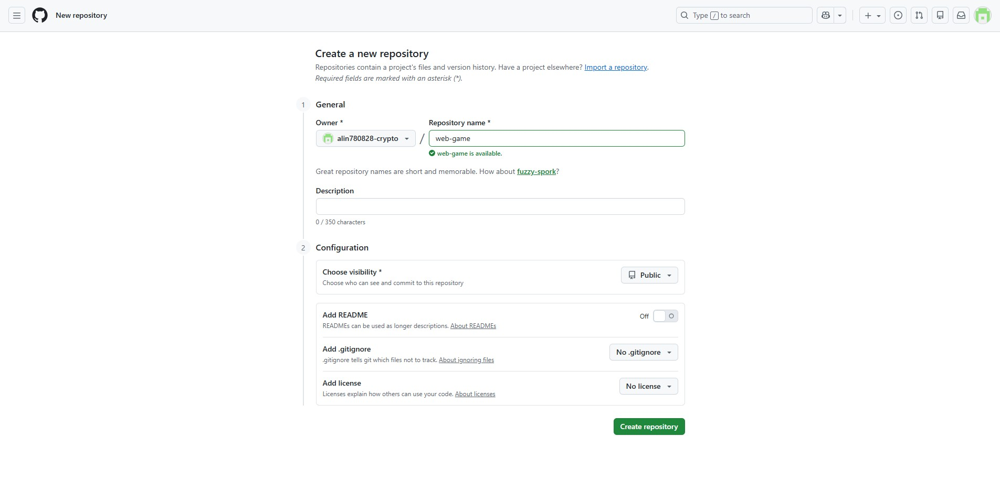 New repository
Type / to search
Create a new repository
Repositories contain a project's files and version history. Have a project elsewhere? Import a repository.
Required fields are marked with an asterisk (*).
1 General
Owner * Repository name *
alin780828-crypto / web-game
web-game is available.
Great repository names are short and memorable. How about fuzzy-spork?
Description
0 / 350 characters
2 Configuration
Choose visibility * Public
Choose who can see and commit to this repository
Add README Off
READMEs can be used as longer descriptions. About READMEs
Add .gitignore No .gitignore
.gitignore tells git which files not to track. About ignoring files
Add license No license
Licenses explain how others can use your code. About licenses
Create repository